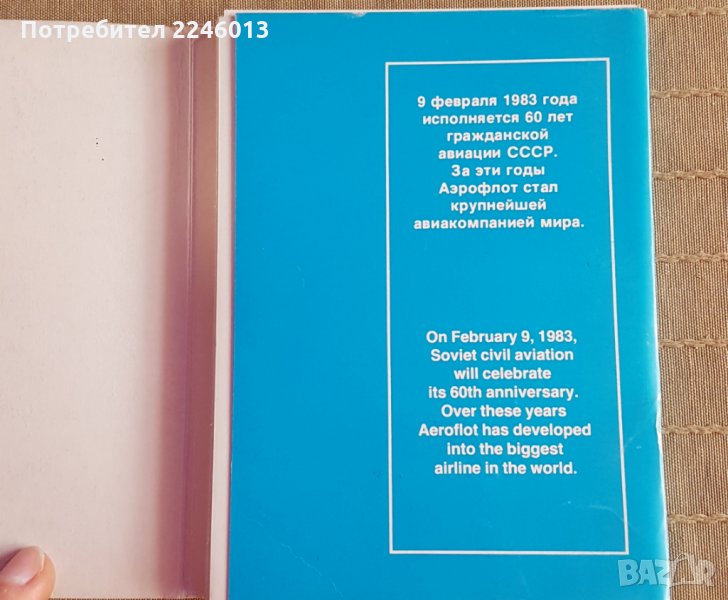 Потребител 2246013
9 февраля 1983 года
исполняется 60 лет
гражданской
авиации СССР.
За эти годы
Аэрофлот стал
крупнейшей
авиакомпанией мира.
On February 9, 1983,
Soviet civil aviation
will celebrate
its 60th anniversary.
Over these years
Aeroflot has developed
into the biggest
airline in the world.
BAZAR